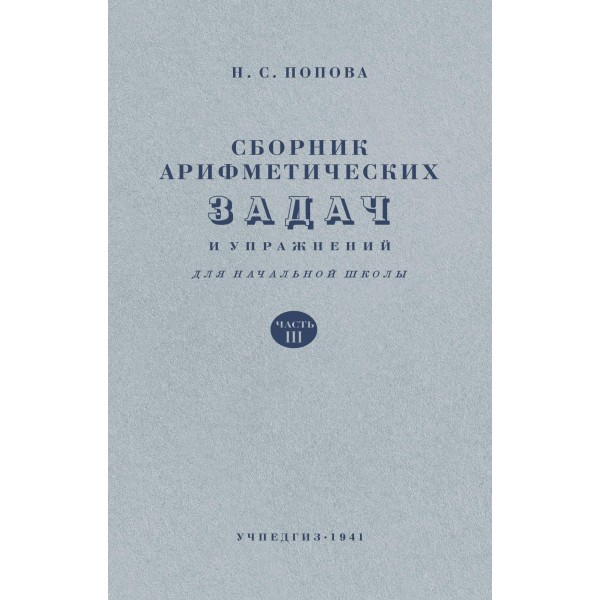 Н. С. ПОПОВА
СБОРНИК
АРИФМЕТИЧЕСКИХ
ЗАДАЧ
И УПРАЖНЕНИЙ
ДЛЯ НАЧАЛЬНОЙ ШКОЛЫ
ЧАСТЬ
III
УЧПЕДГИЗ·1941